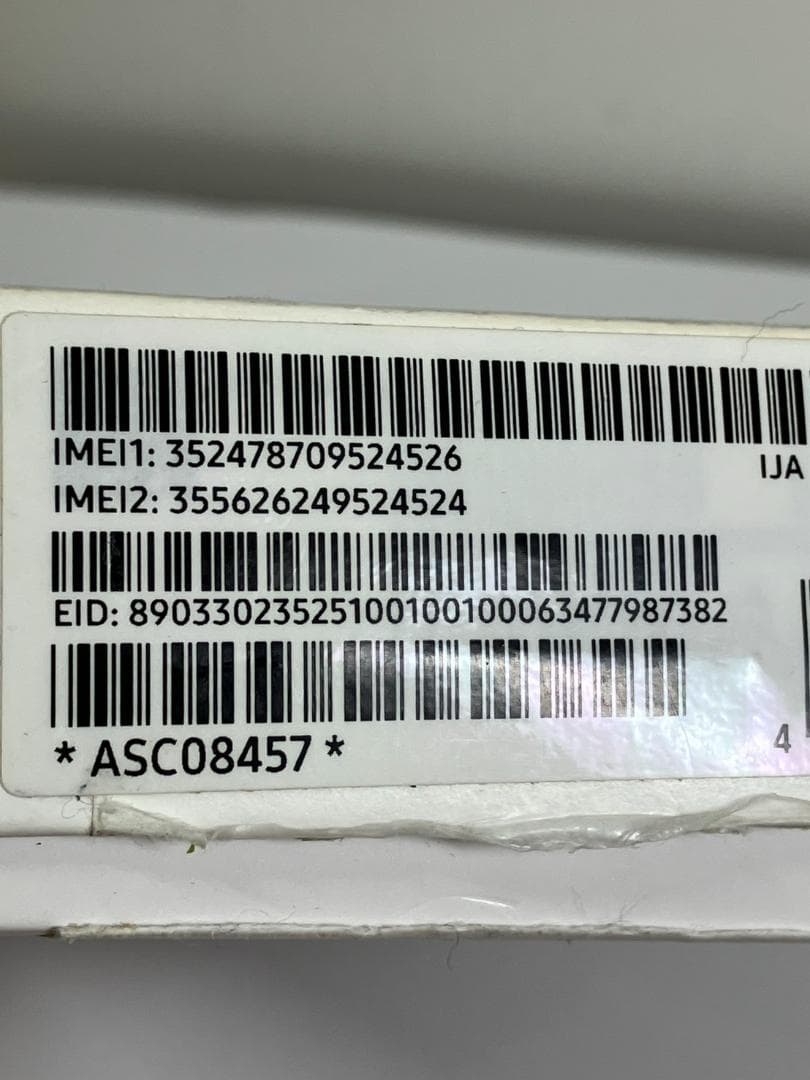 IMEI1: 352478709524526
IJA
IMEI2: 355626249524524
EID: 89033023525100100100063477987382
* ASC08457 *
4